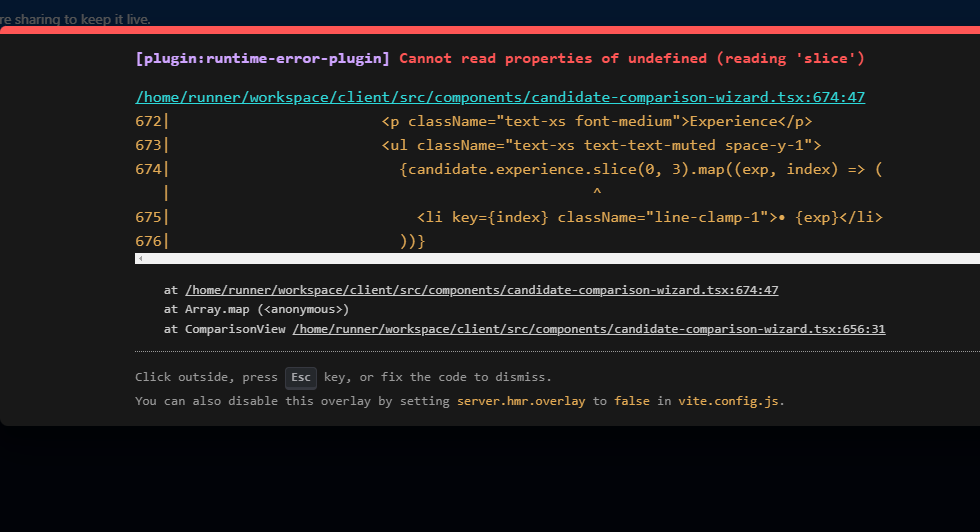 re sharing to keep it live.
[plugin:runtime-error-plugin] Cannot read properties of undefined (reading 'slice')
/home/runner/workspace/client/src/components/candidate-comparison-wizard.tsx:674:47
672|                        <p className="text-xs font-medium">Experience</p>
673|                        <ul className="text-xs text-text-muted space-y-1">
674|                          {candidate.experience.slice(0, 3).map((exp, index) => (
   |                                                ^
675|                            <li key={index} className="line-clamp-1">• {exp}</li>
676|                          ))}
at /home/runner/workspace/client/src/components/candidate-comparison-wizard.tsx:674:47
at Array.map (<anonymous>)
at ComparisonView /home/runner/workspace/client/src/components/candidate-comparison-wizard.tsx:656:31
Click outside, press Esc key, or fix the code to dismiss.
You can also disable this overlay by setting server.hmr.overlay to false in vite.config.js.